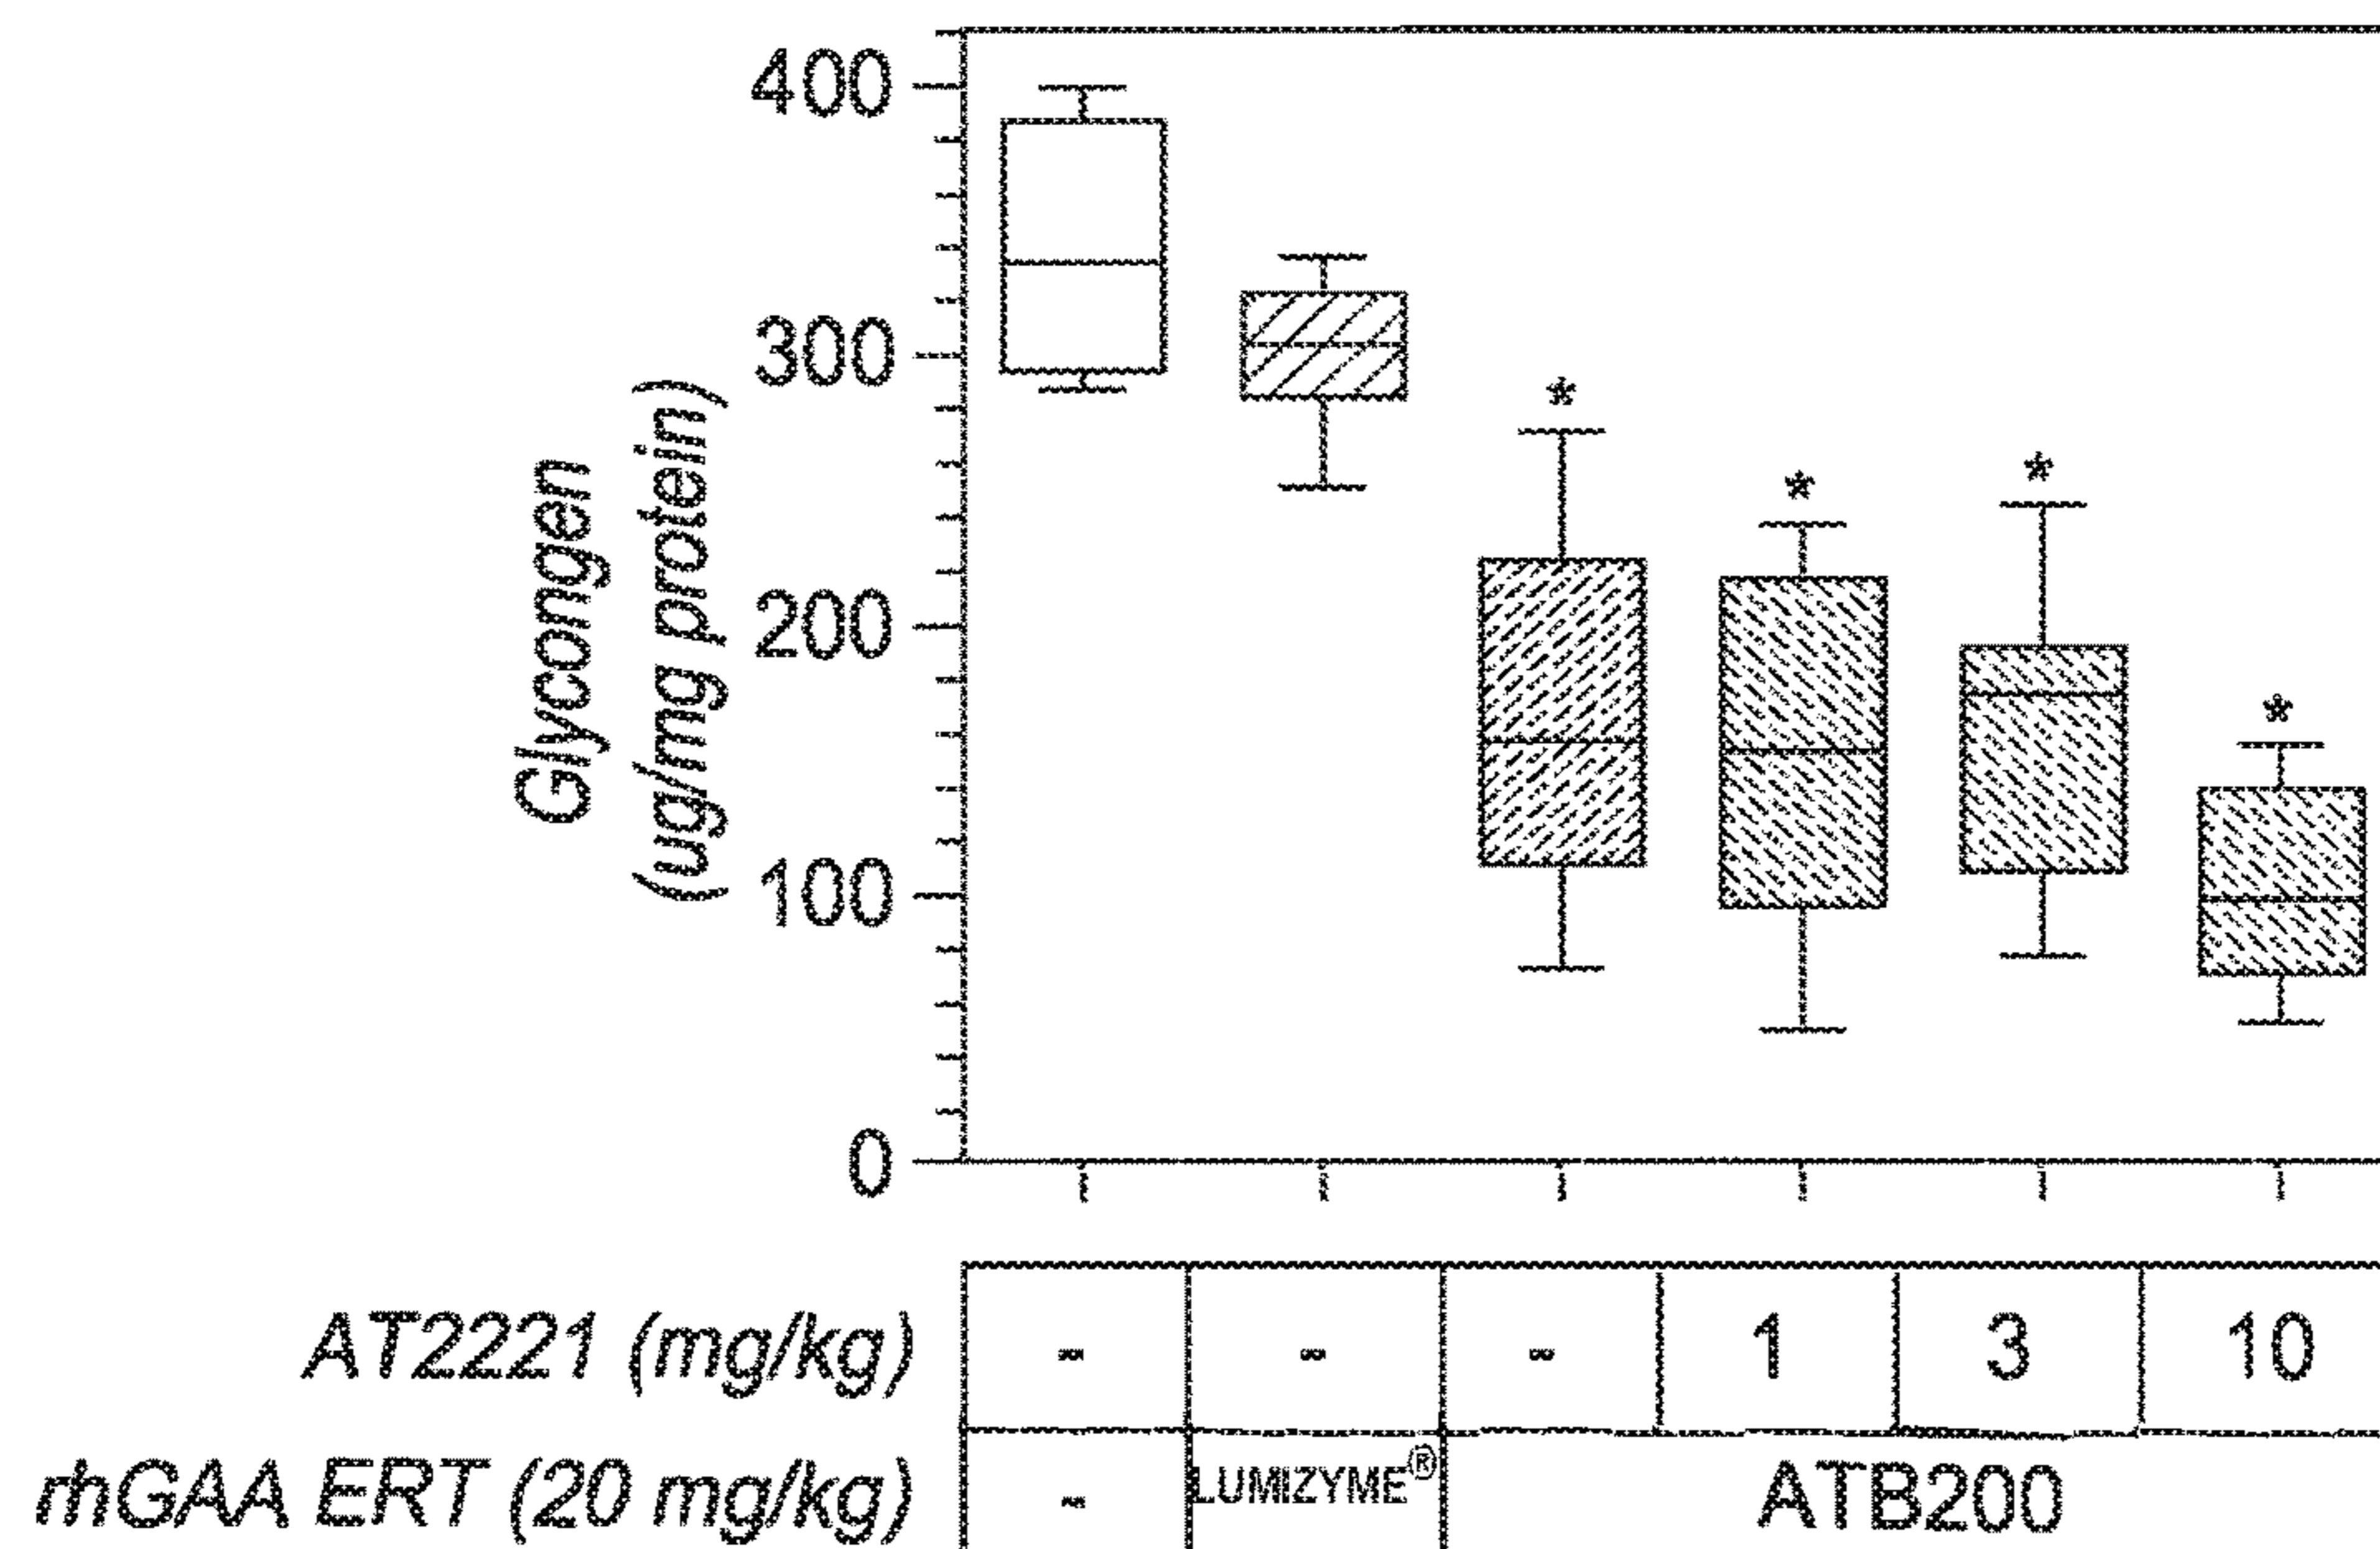 Glycongen
(ug/mg protein)
400
300
200
100
0
*
*
*
*
AT2221 (mg/kg) - - - 1 3 10
rhGAA ERT (20 mg/kg) - LUMIZYME® ATB200